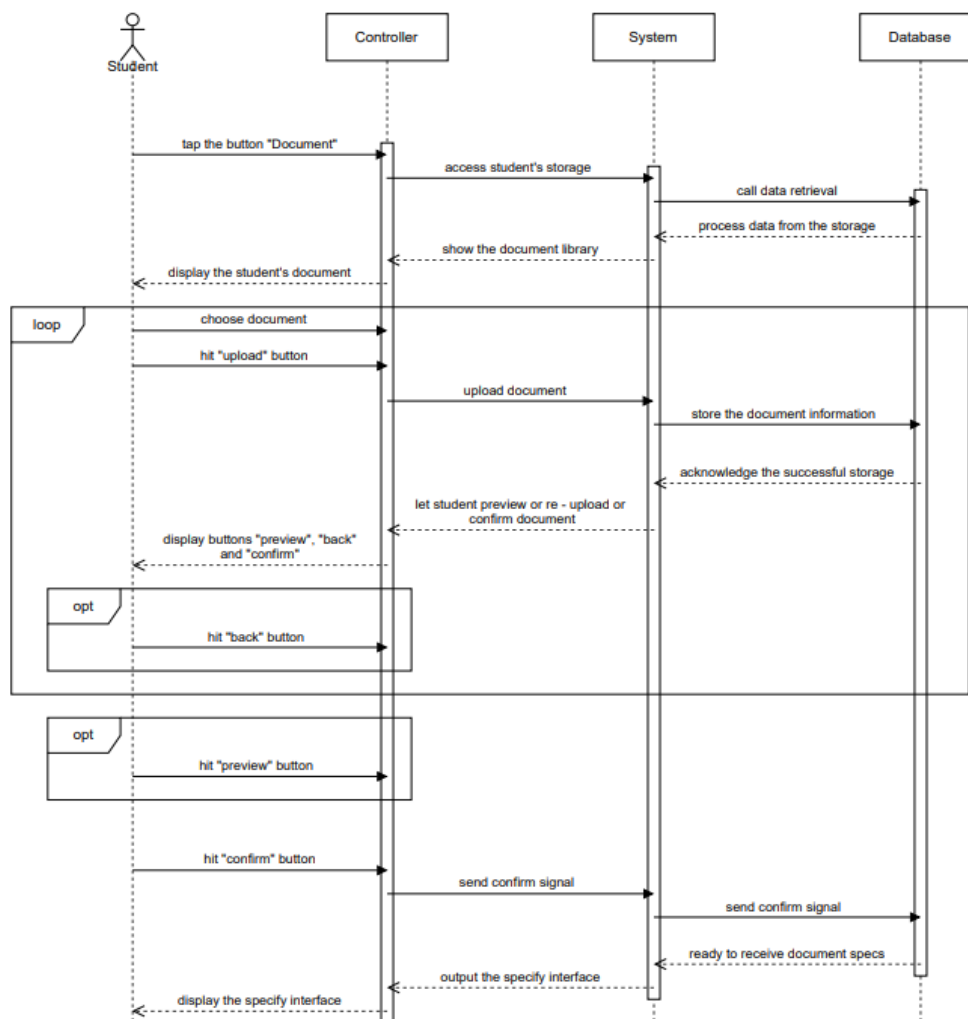 Student
Controller
System
Database
tap the button "Document"
access student's storage
call data retrieval
process data from the storage
show the document library
display the student's document
loop
choose document
hit "upload" button
upload document
store the document information
acknowledge the successful storage
let student preview or re - upload or
confirm document
display buttons "preview", "back"
and "confirm"
opt
hit "back" button
opt
hit "preview" button
hit "confirm" button
send confirm signal
send confirm signal
ready to receive document specs
output the specify interface
display the specify interface